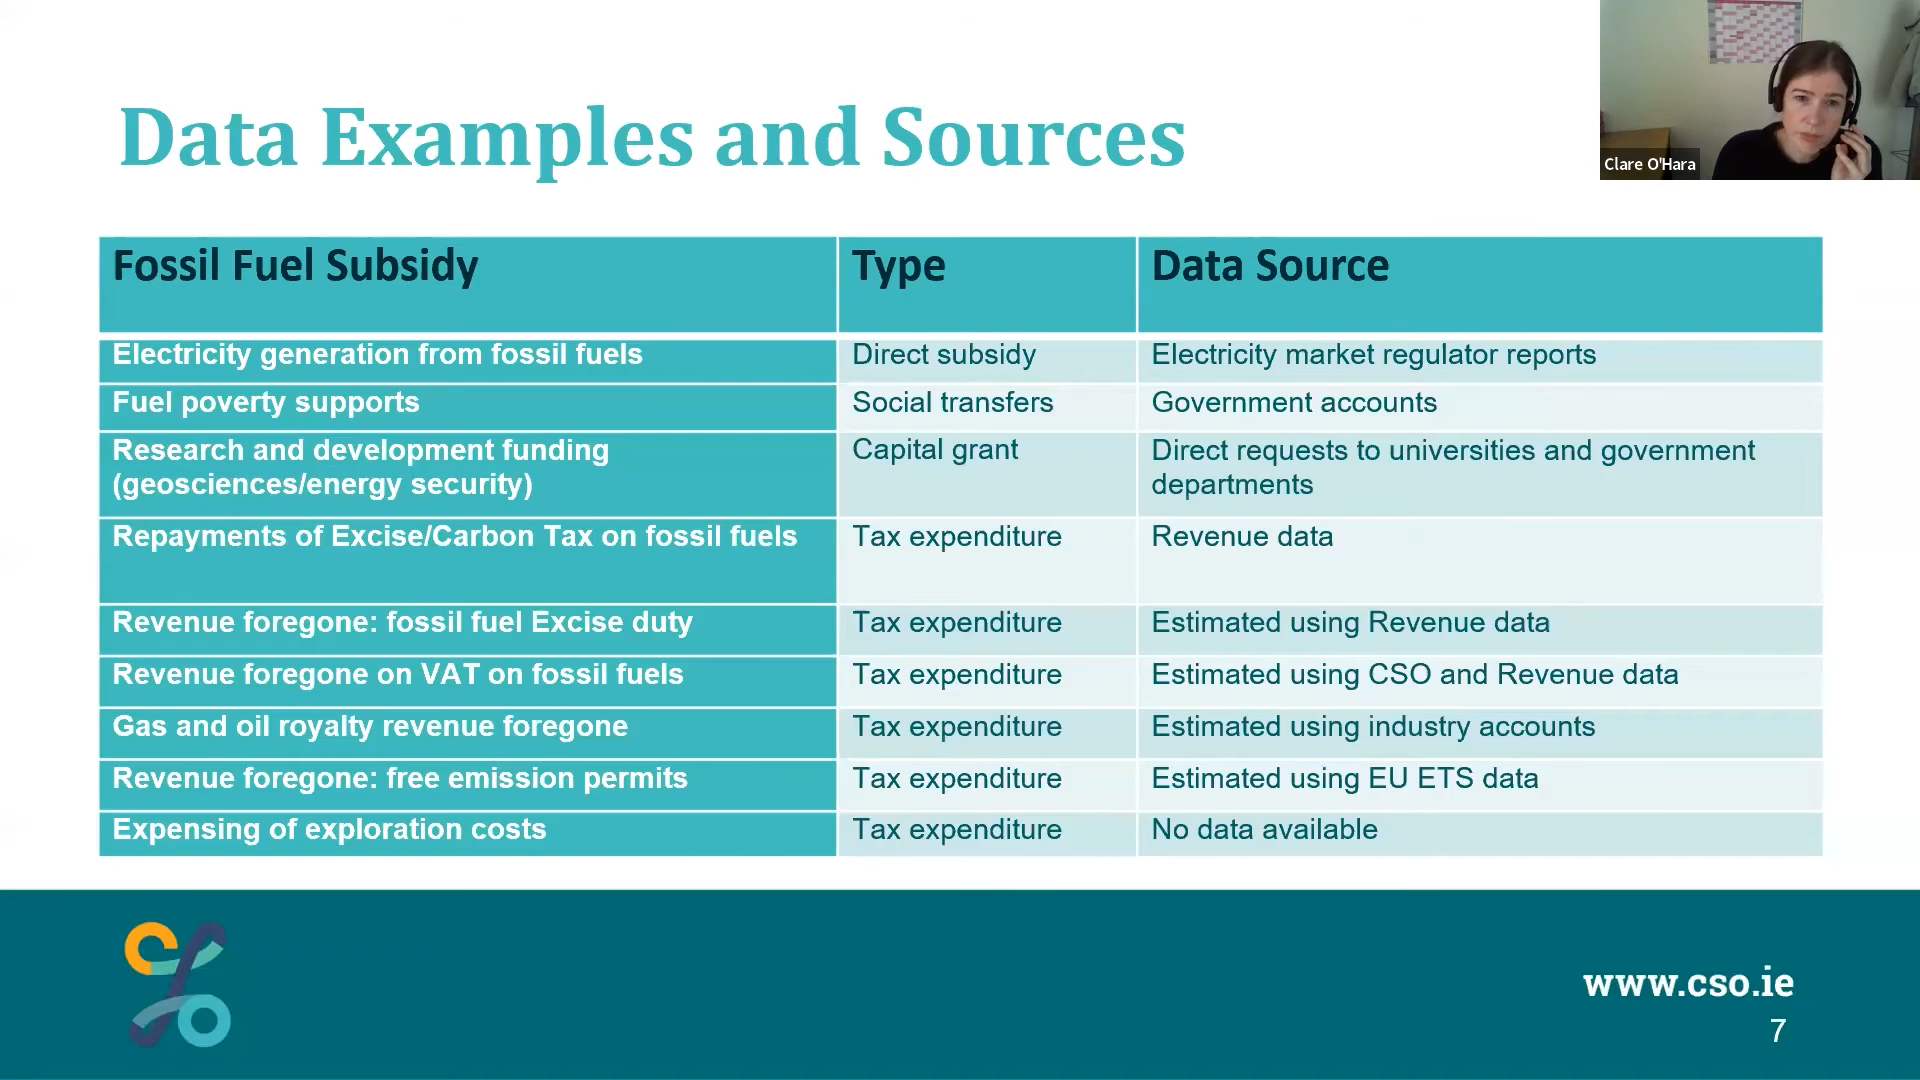 Data Examples and Sources
Clare O'Hara
Fossil Fuel Subsidy Type Data Source
Electricity generation from fossil fuels Direct subsidy Electricity market regulator reports
Fuel poverty supports Social transfers Government accounts
Research and development funding Capital grant Direct requests to universities and government
(geosciences/energy security) departments
Repayments of Excise/Carbon Tax on fossil fuels Tax expenditure Revenue data
Revenue foregone: fossil fuel Excise duty Tax expenditure Estimated using Revenue data
Revenue foregone on VAT on fossil fuels Tax expenditure Estimated using CSO and Revenue data
Gas and oil royalty revenue foregone Tax expenditure Estimated using industry accounts
Revenue foregone: free emission permits Tax expenditure Estimated using EU ETS data
Expensing of exploration costs Tax expenditure No data available
www.cso.ie
7